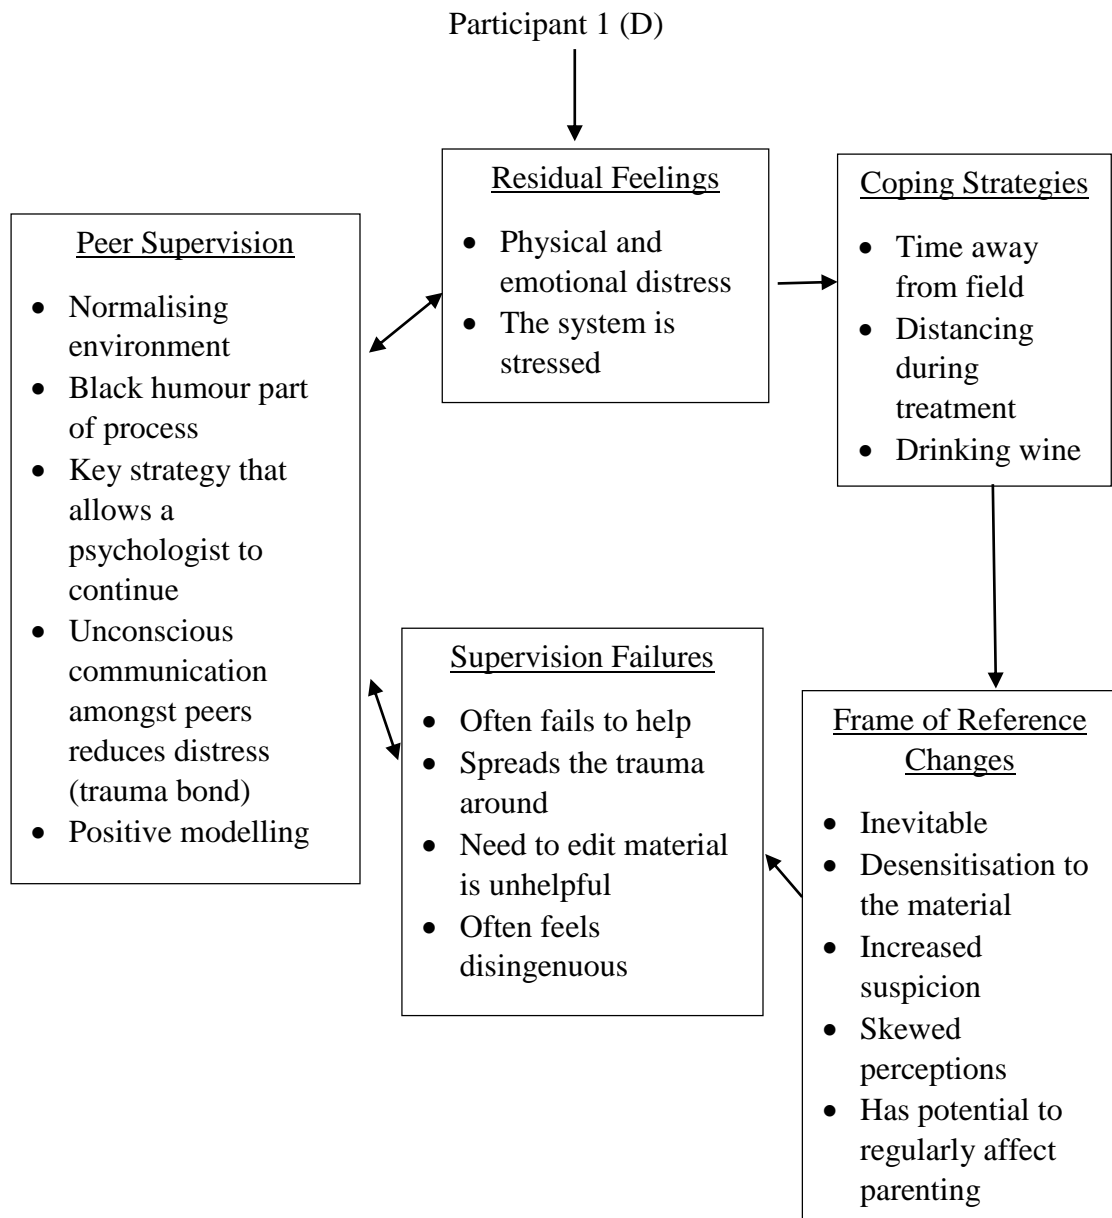 Participant 1 (D)
Residual Feelings
• Physical and
emotional distress
• The system is
stressed
Coping Strategies
• Time away
from field
• Distancing
during
treatment
• Drinking wine
Peer Supervision
• Normalising
environment
• Black humour part
of process
• Key strategy that
allows a
psychologist to
continue
• Unconscious
communication
amongst peers
reduces distress
(trauma bond)
• Positive modelling
Supervision Failures
• Often fails to help
• Spreads the trauma
around
• Need to edit material
is unhelpful
• Often feels
disingenuous
Frame of Reference
Changes
• Inevitable
• Desensitisation to
the material
• Increased
suspicion
• Skewed
perceptions
• Has potential to
regularly affect
parenting